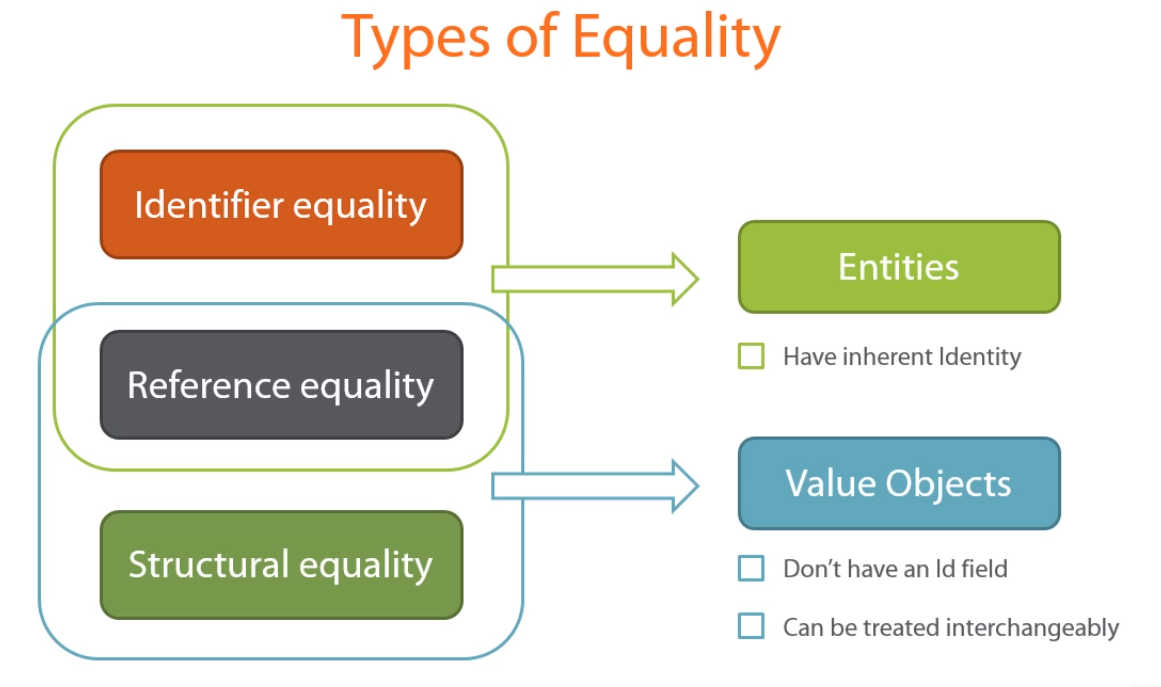 Types of Equality
Identifier equality
Reference equality
Structural equality
Entities
Have inherent Identity
Value Objects
Don’t have an Id field
Can be treated interchangeably